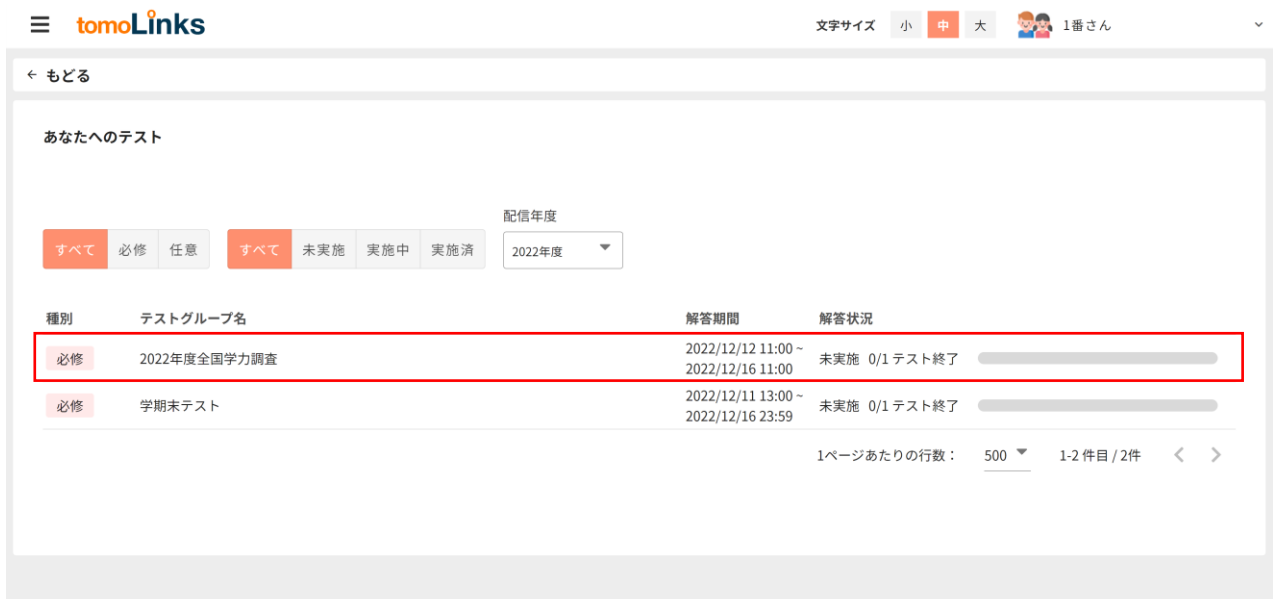 tomoLinks
文字サイズ 小 中 大 1番さん
← もどる
あなたへのテスト
配信年度
すべて 必修 任意 すべて 未実施 実施中 実施済 2022年度
種別 テストグループ名 解答期間 解答状況
必修 2022年度全国学力調査 2022/12/12 11:00 ~ 未実施 0/1 テスト終了
2022/12/16 11:00
必修 学期末テスト 2022/12/11 13:00 ~ 未実施 0/1 テスト終了
2022/12/16 23:59
1ページあたりの行数： 500 1-2 件目 / 2件